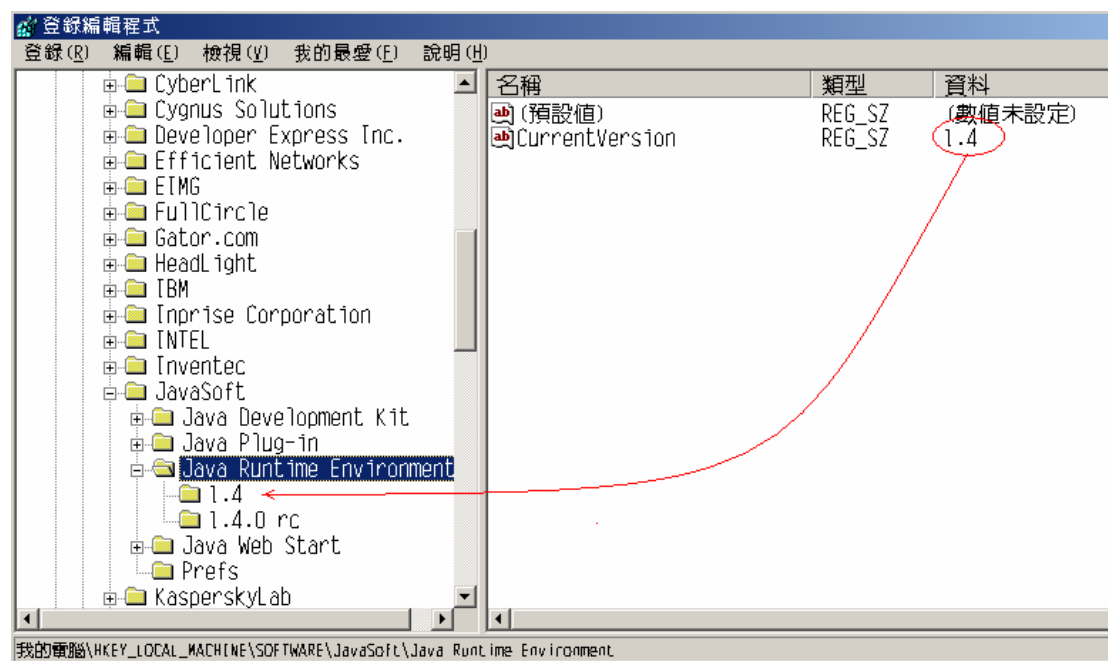 登錄編輯程式
登錄(R) 編輯(E) 檢視(V) 我的最愛(F) 說明(H)
CyberLink
Cygnus Solutions
Developer Express Inc.
Efficient Networks
EIMG
FullCircle
Gator.com
HeadLight
IBM
Inprise Corporation
INTEL
Inventec
JavaSoft
Java Development Kit
Java Plug-in
Java Runtime Environment
1.4
1.4.0 rc
Java Web Start
Prefs
KasperskyLab
名稱 類型 資料
(預設值) REG_SZ (數值未設定)
CurrentVersion REG_SZ 1.4
我的電腦\HKEY_LOCAL_MACHINE\SOFTWARE\JavaSoft\Java Runtime Environment